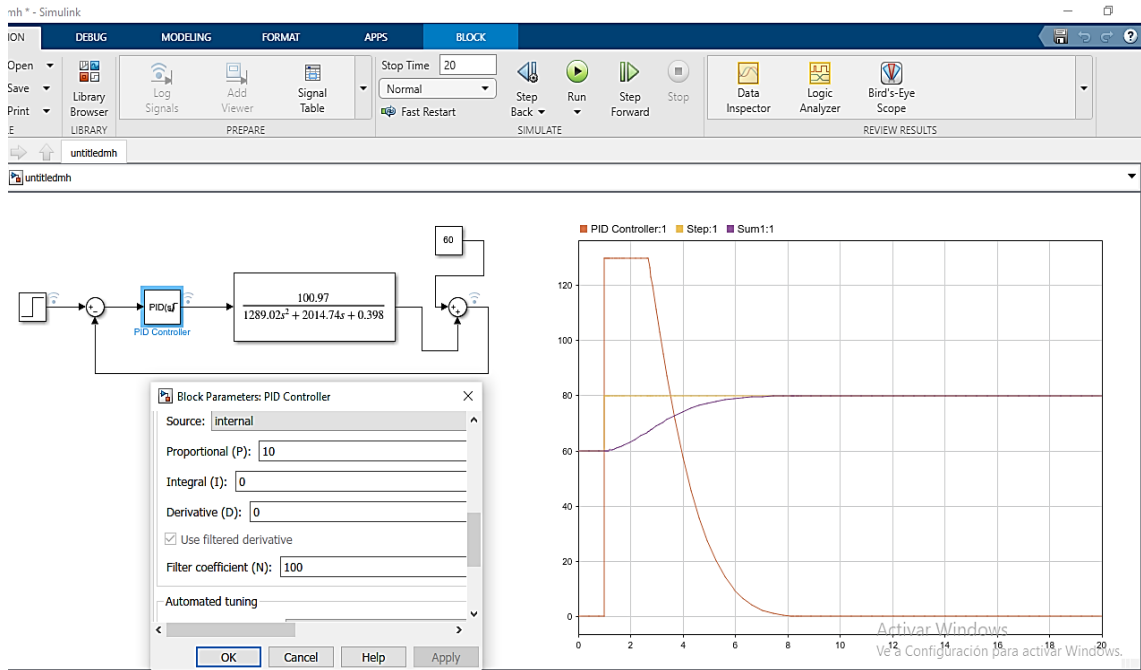 mh * - Simulink
ION DEBUG MODELING FORMAT APPS BLOCK
Open
Save
Print
Library
Browser
LIBRARY
Log
Signals
Add
Viewer
Signal
Table
PREPARE
Stop Time 20
Normal
Fast Restart
Step
Back
Run
Step
Forward
Stop
SIMULATE
Data
Inspector
Logic
Analyzer
Bird's-Eye
Scope
REVIEW RESULTS
untitledmh
untitledmh
60
PID(s)
PID Controller
100.97
1289.02s² + 2014.74s + 0.398
Block Parameters: PID Controller
Source: internal
Proportional (P): 10
Integral (I): 0
Derivative (D): 0
Use filtered derivative
Filter coefficient (N): 100
Automated tuning
OK Cancel Help Apply
PID Controller:1 Step:1 Sum1:1
120
100
80
60
40
20
0
0 2 4 6 8 10 12 14 16 18 20
Activar Windows
Ve a Configuración para activar Windows.